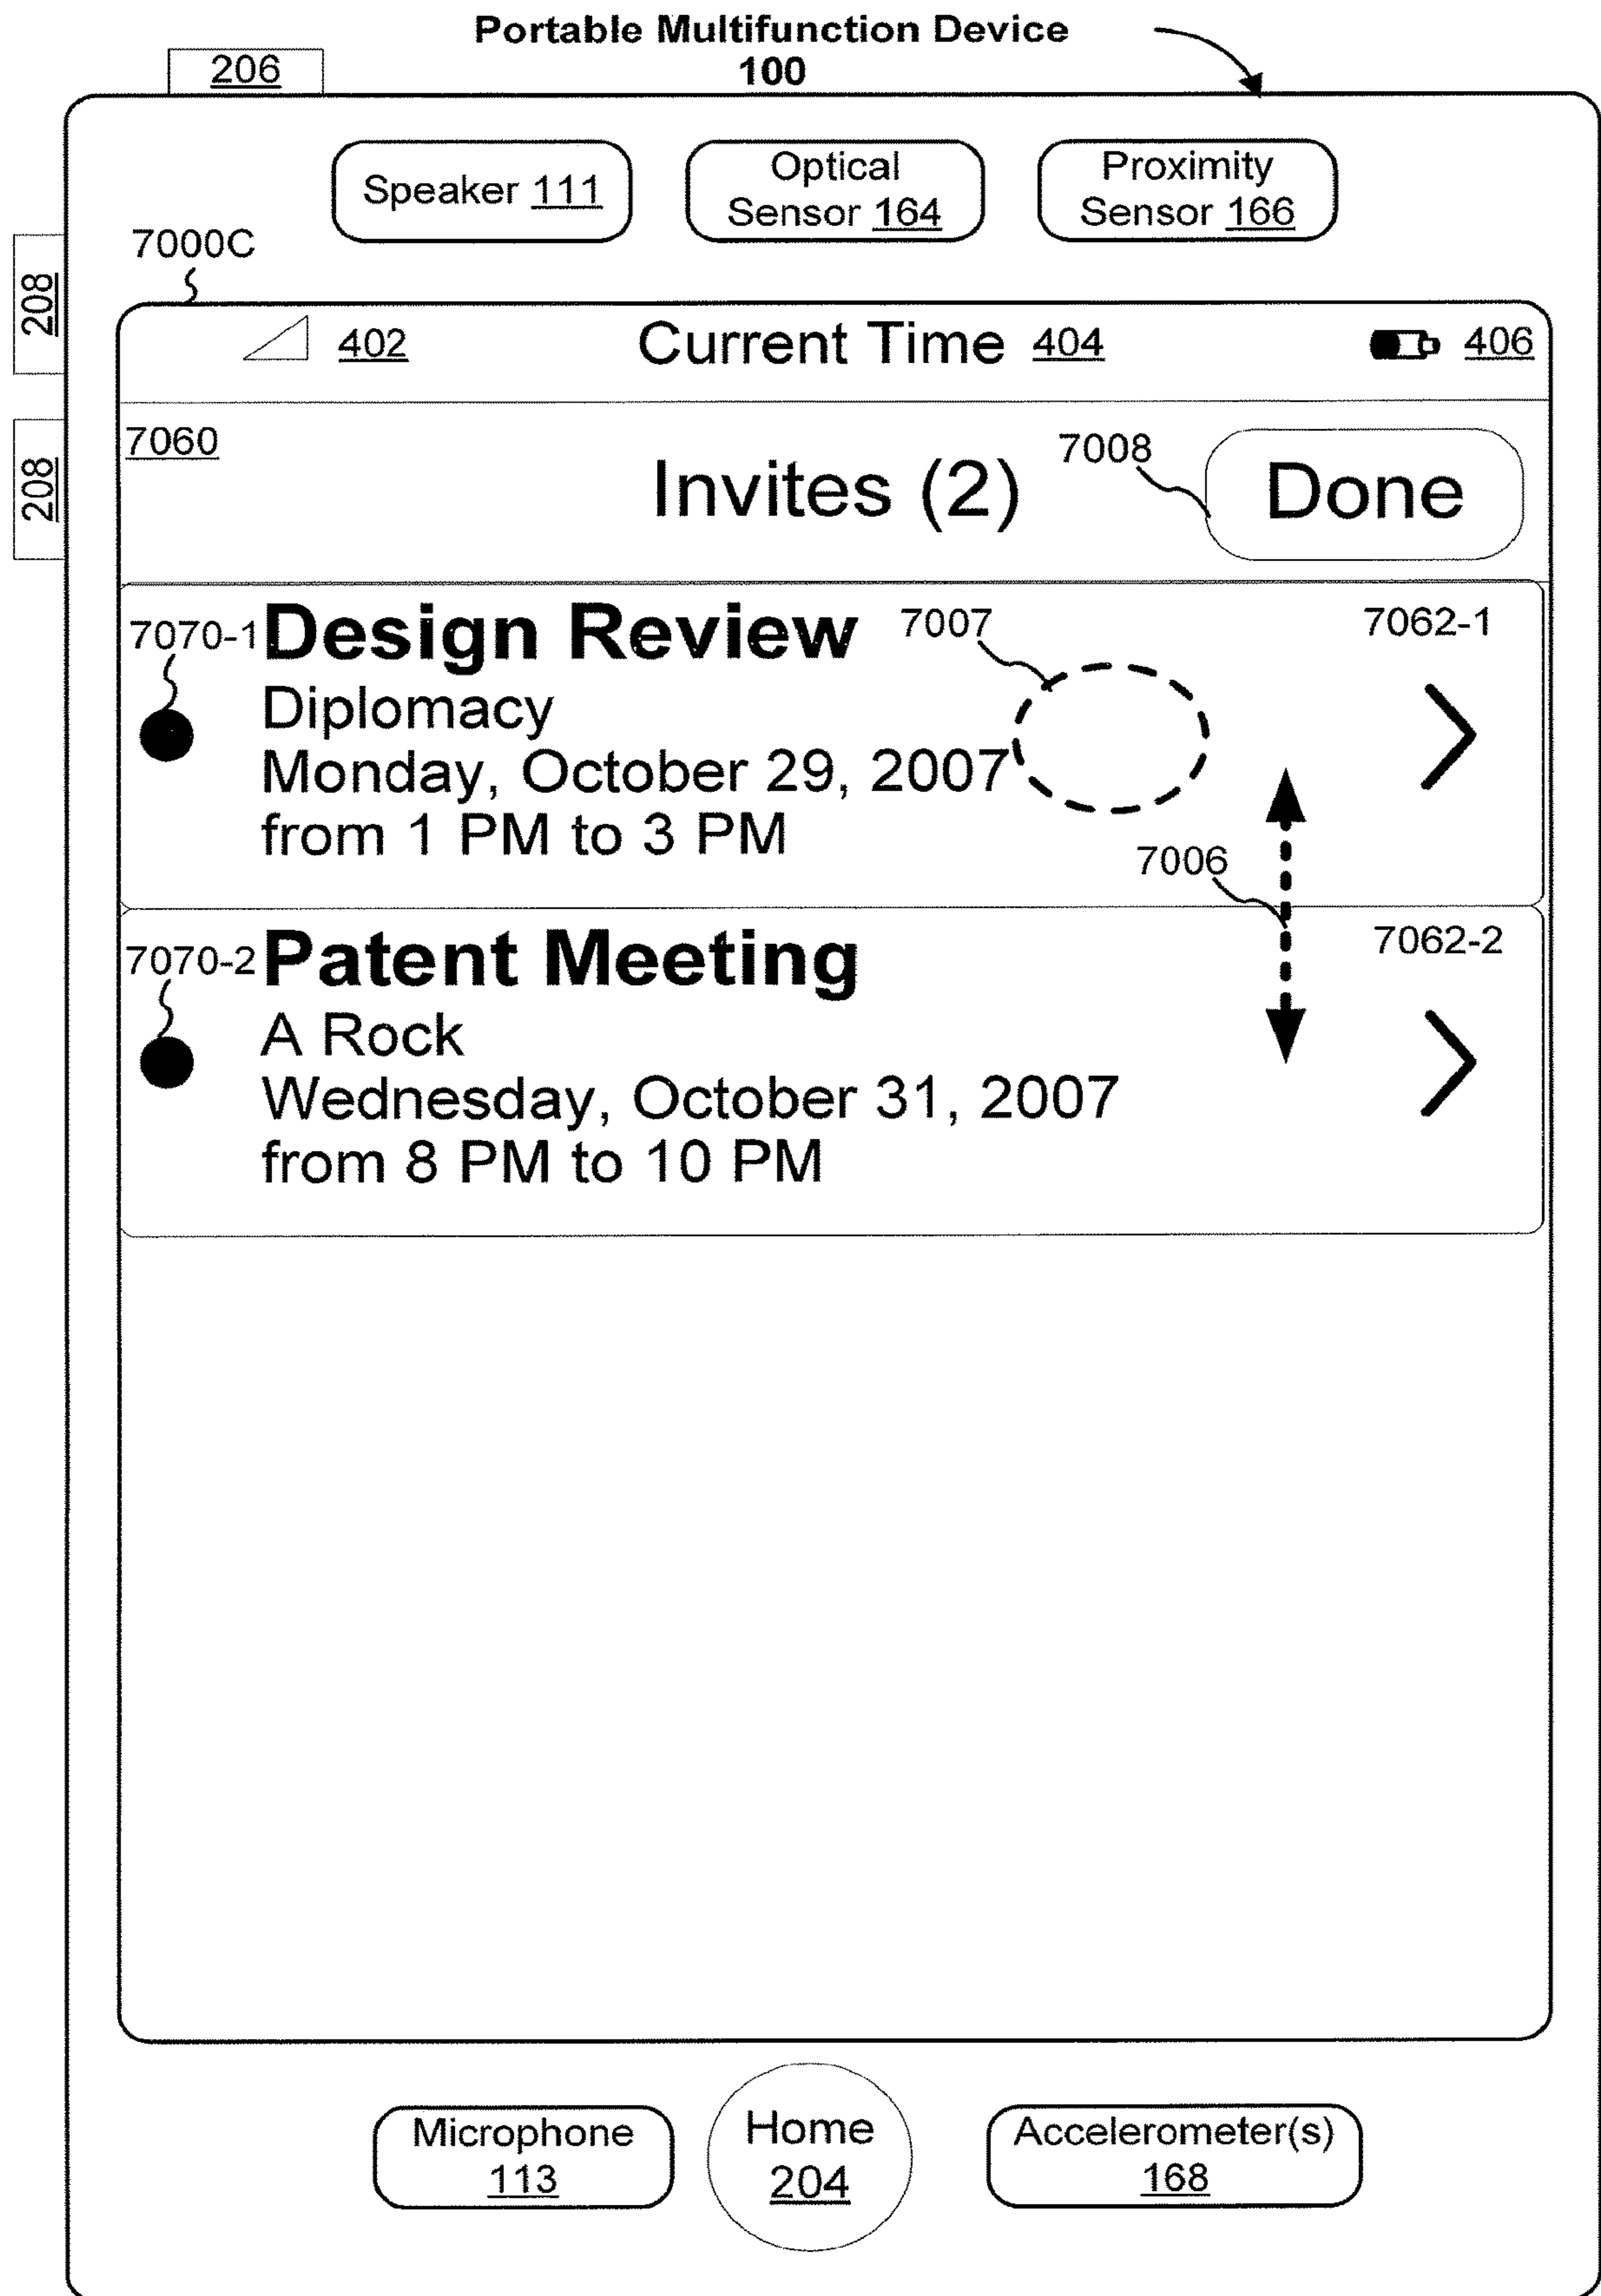 Portable Multifunction Device
100
206
Speaker 111
Optical
Sensor 164
Proximity
Sensor 166
7000C
208
208
402
Current Time 404
406
7060
Invites (2)
7008
Done
7070-1
Design Review
7007
7062-1
Diplomacy
Monday, October 29, 2007
from 1 PM to 3 PM
7006
7070-2
Patent Meeting
7062-2
A Rock
Wednesday, October 31, 2007
from 8 PM to 10 PM
Microphone
113
Home
204
Accelerometer(s)
168